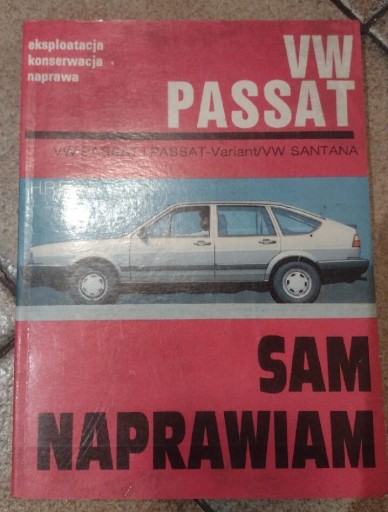 eksploatacja
konserwacja
naprawa
VW
PASSAT
VW PASSAT i PASSAT-Variant/VW SANTANA
SAM
NAPRAWIAM